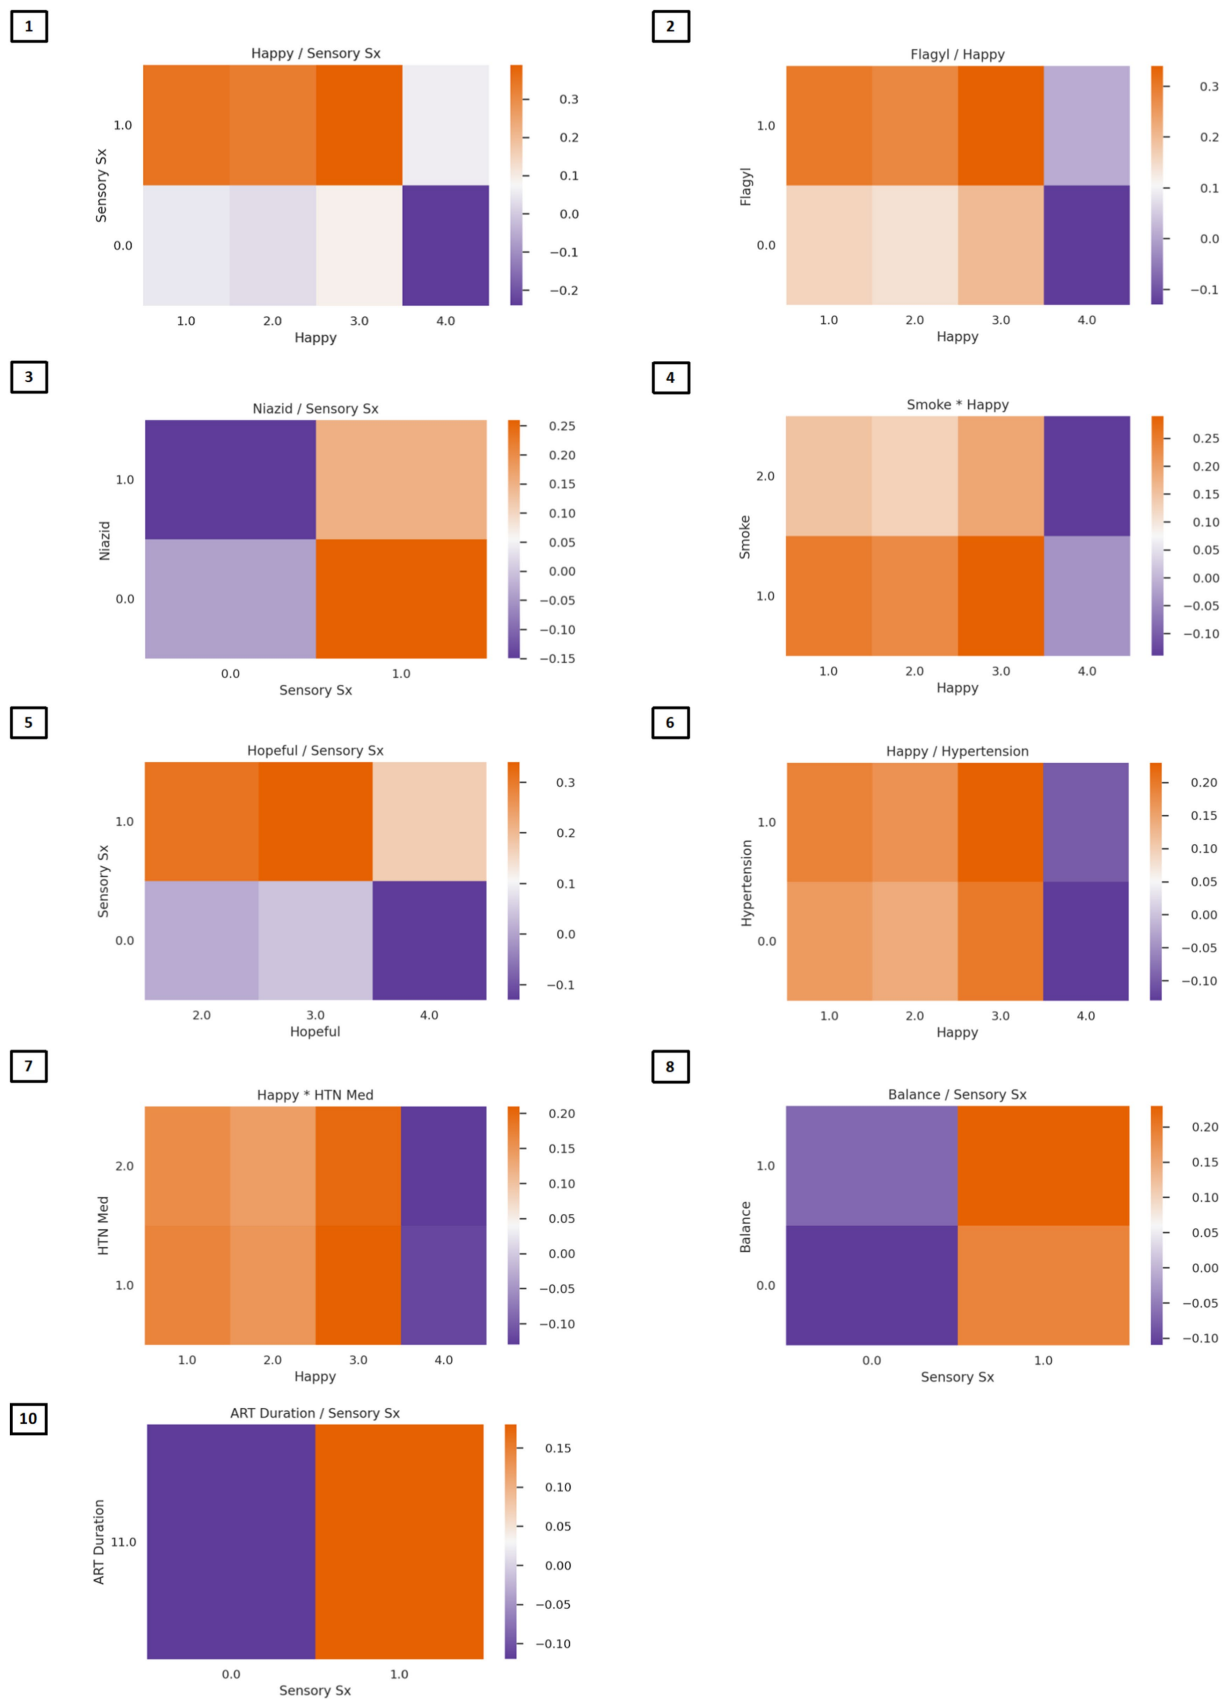 1
Happy / Sensory Sx
Sensory Sx
1.0
0.0
1.0 2.0 3.0 4.0
Happy
0.3
0.2
0.1
0.0
−0.1
−0.2
2
Flagyl / Happy
Flagyl
1.0
0.0
1.0 2.0 3.0 4.0
Happy
0.3
0.2
0.1
0.0
−0.1
3
Niazid / Sensory Sx
Niazid
1.0
0.0
0.0 1.0
Sensory Sx
0.25
0.20
0.15
0.10
0.05
0.00
−0.05
−0.10
−0.15
4
Smoke * Happy
Smoke
2.0
1.0
1.0 2.0 3.0 4.0
Happy
0.25
0.20
0.15
0.10
0.05
0.00
−0.05
−0.10
5
Hopeful / Sensory Sx
Sensory Sx
1.0
0.0
2.0 3.0 4.0
Hopeful
0.3
0.2
0.1
0.0
−0.1
6
Happy / Hypertension
Hypertension
1.0
0.0
1.0 2.0 3.0 4.0
Happy
0.20
0.15
0.10
0.05
0.00
−0.05
−0.10
7
Happy * HTN Med
HTN Med
2.0
1.0
1.0 2.0 3.0 4.0
Happy
0.20
0.15
0.10
0.05
0.00
−0.05
−0.10
8
Balance / Sensory Sx
Balance
1.0
0.0
0.0 1.0
Sensory Sx
0.20
0.15
0.10
0.05
0.00
−0.05
−0.10
10
ART Duration / Sensory Sx
ART Duration
11.0
0.0 1.0
Sensory Sx
0.15
0.10
0.05
0.00
−0.05
−0.10